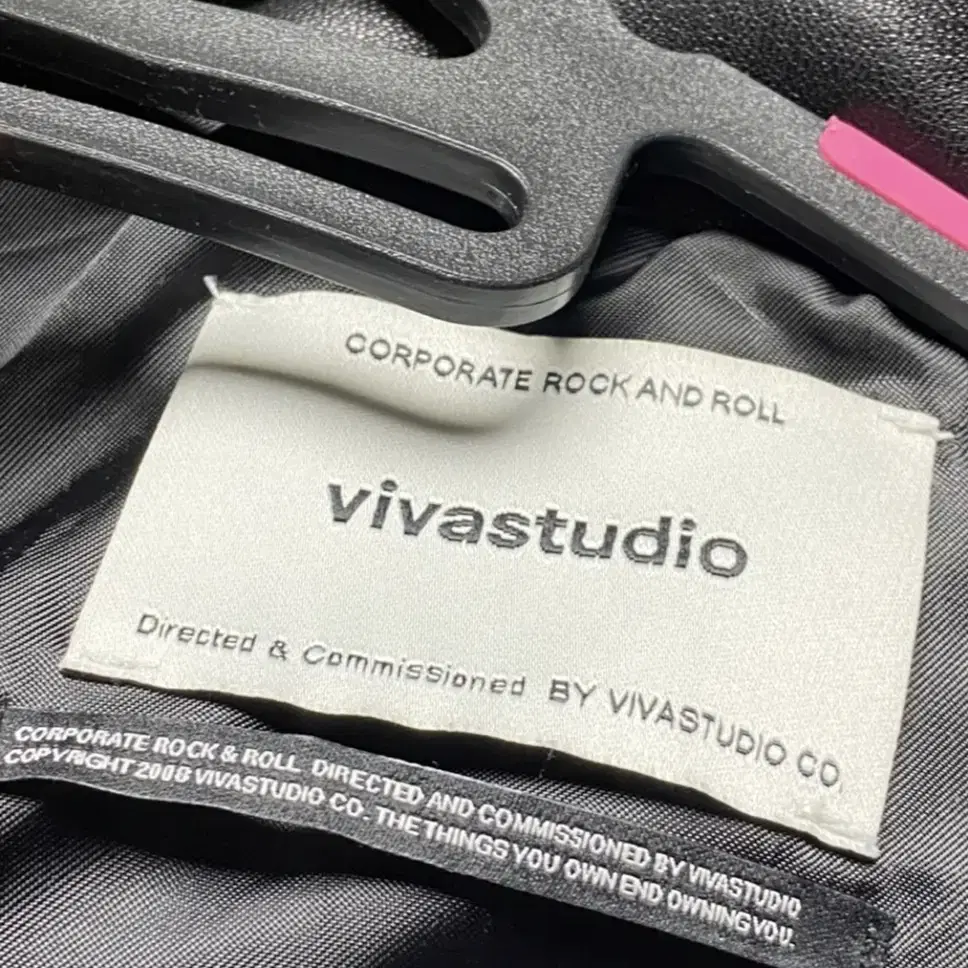 CORPORATE ROCK AND ROLL
vivastudio
Directed & Commissioned BY VIVASTUDIO CO.
CORPORATE ROCK & ROLL DIRECTED AND COMMISSIONED BY VIVASTUDIO
COPYRIGHT 2008 VIVASTUDIO CO. THE THINGS YOU OWN END OWNING YOU.